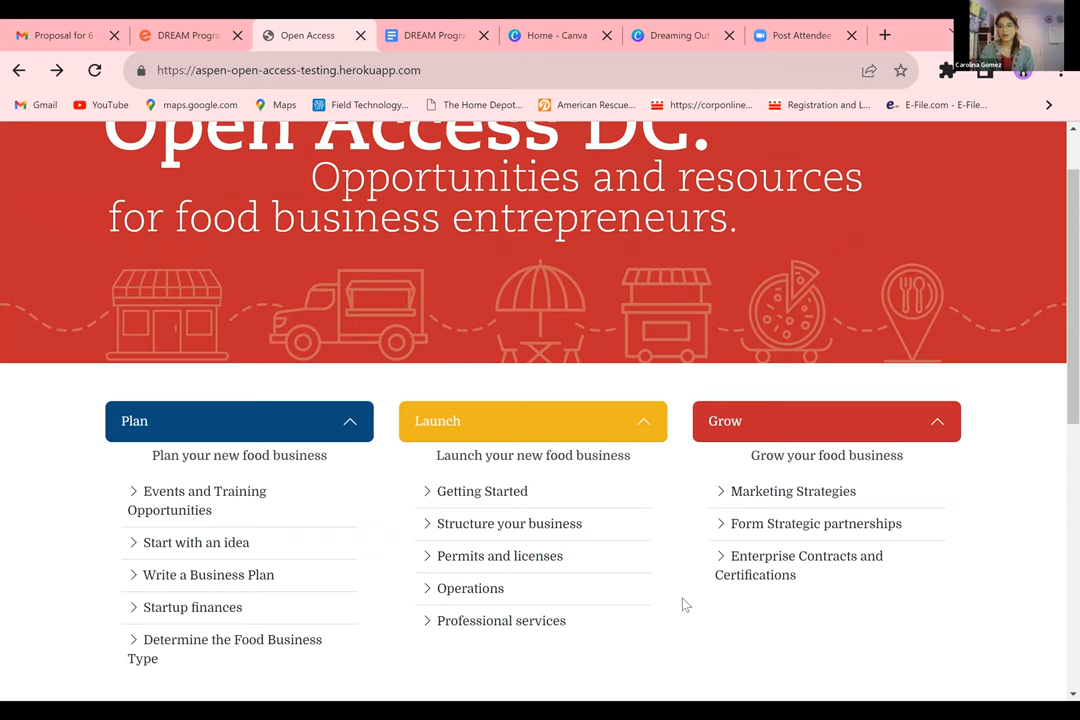 Proposal for 6
DREAM Progra
Open Access
DREAM Progra
Home - Canva
Dreaming Out
Post Attendee
https://aspen-open-access-testing.herokuapp.com
Carolina Gomez
Gmail
YouTube
maps.google.com
Maps
Field Technology...
The Home Depot...
American Rescue...
https://corponline...
Registration and L...
E-File.com - E-File...
Open Access DC.
Opportunities and resources
for food business entrepreneurs.
Plan
Plan your new food business
Events and Training
Opportunities
Start with an idea
Write a Business Plan
Startup finances
Determine the Food Business
Type
Launch
Launch your new food business
Getting Started
Structure your business
Permits and licenses
Operations
Professional services
Grow
Grow your food business
Marketing Strategies
Form Strategic partnerships
Enterprise Contracts and
Certifications